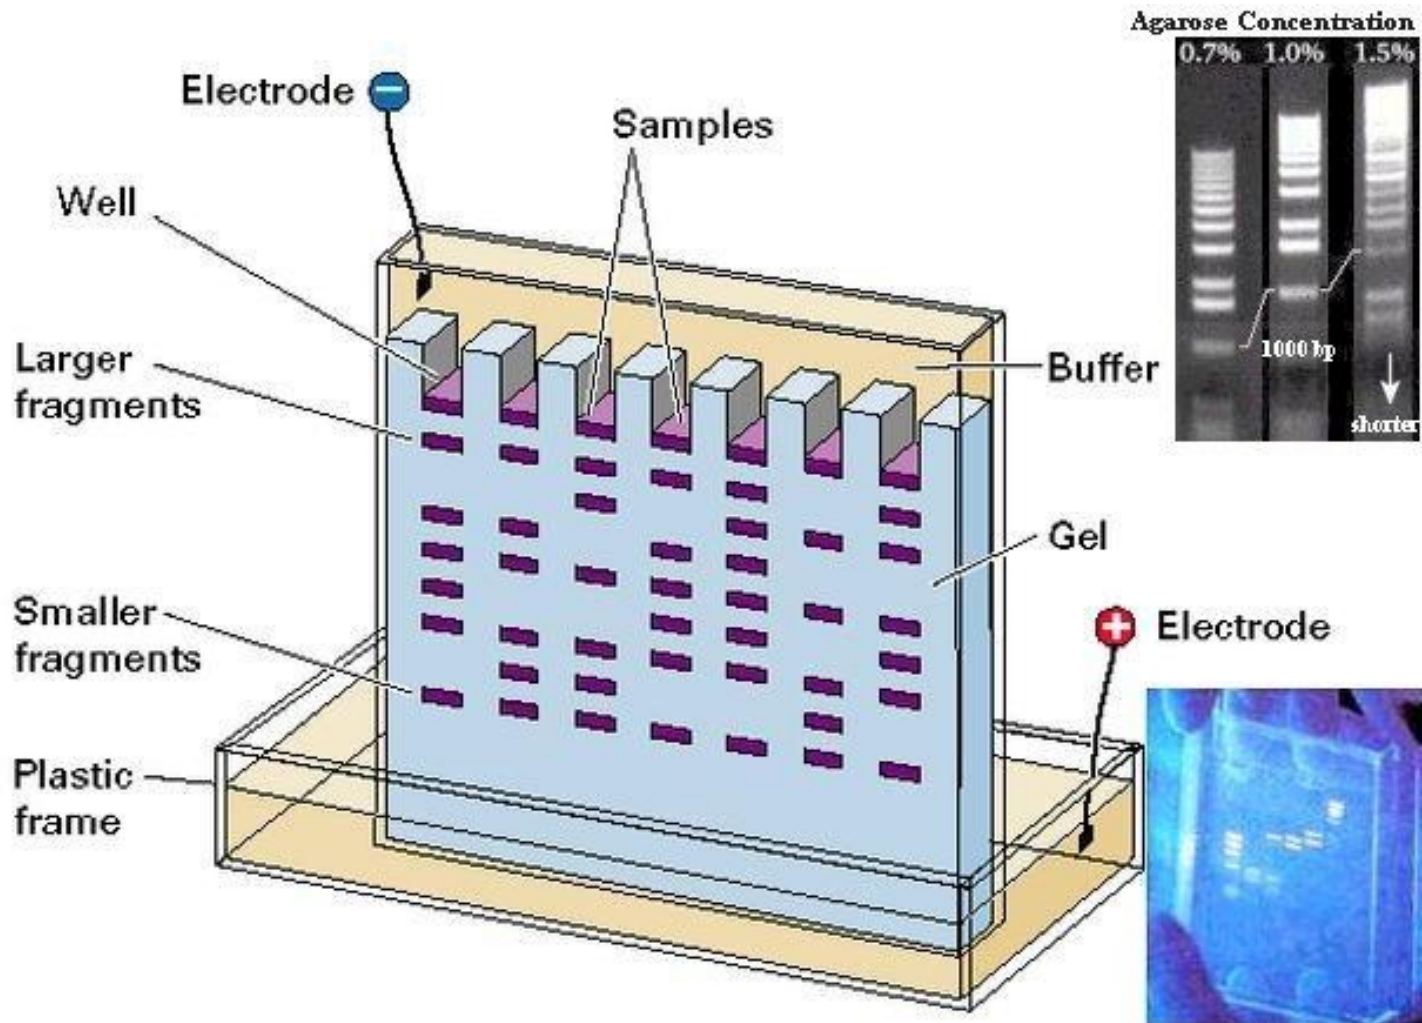 Agarose Concentration
0.7% 1.0% 1.5%
Electrode −
Samples
Well
Larger
fragments
Buffer
1000 bp
shorter
Gel
Smaller
fragments
+ Electrode
Plastic
frame